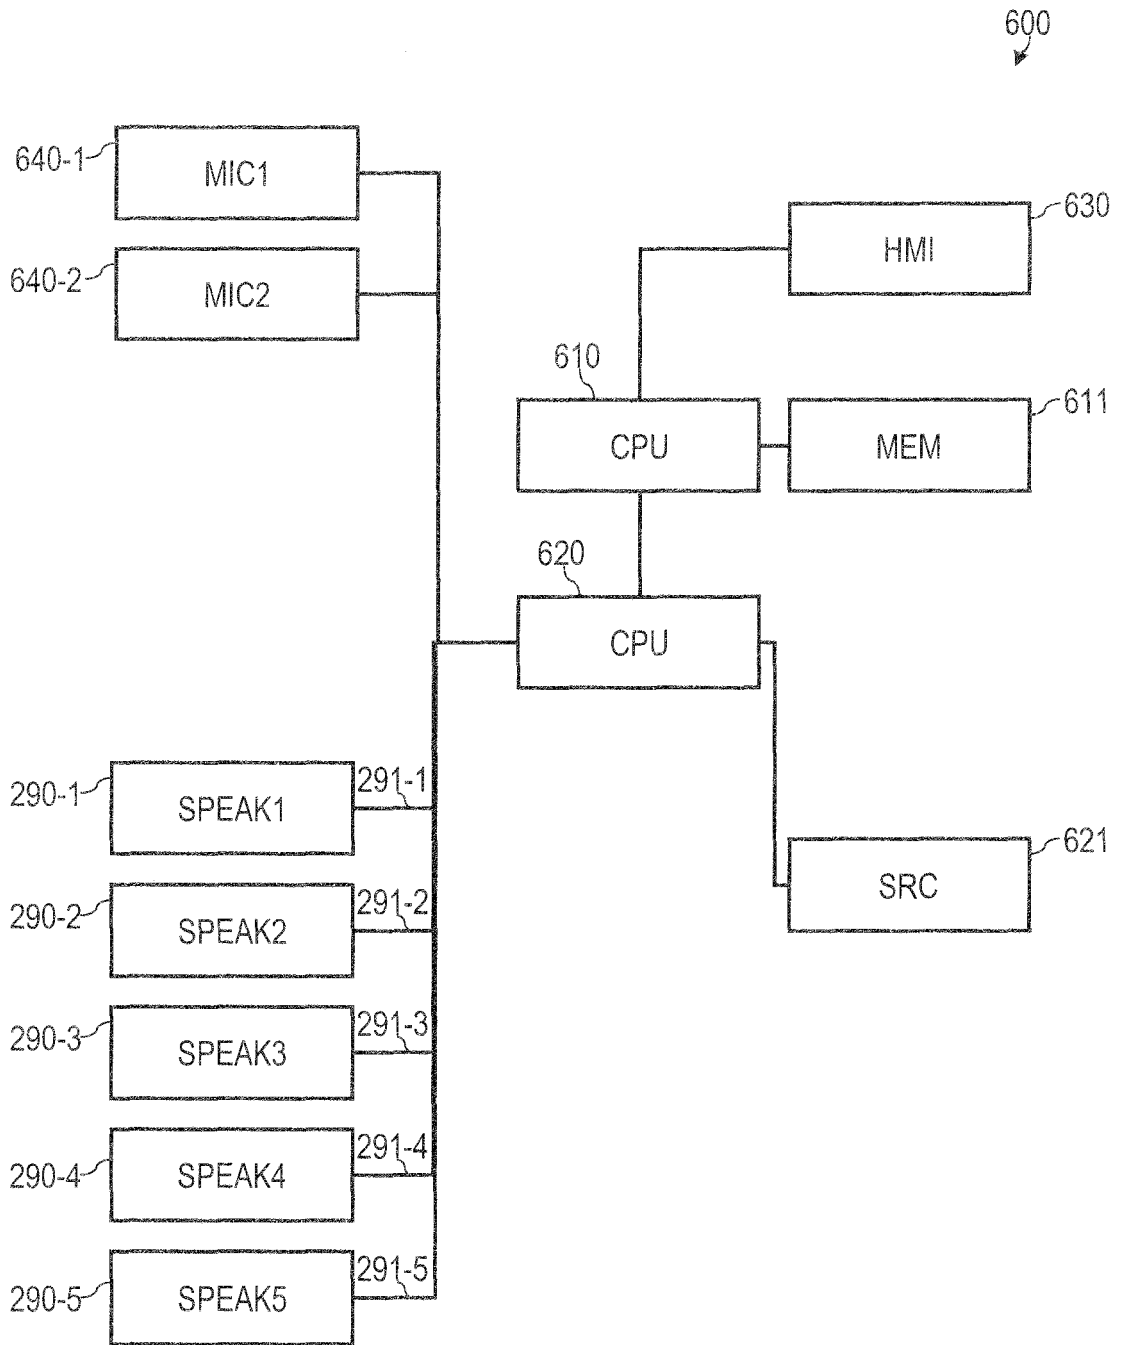 600
640-1
MIC1
630
HMI
640-2
MIC2
610
611
CPU
MEM
620
CPU
290-1
SPEAK1
291-1
621
SRC
290-2
SPEAK2
291-2
290-3
SPEAK3
291-3
290-4
SPEAK4
291-4
290-5
SPEAK5
291-5